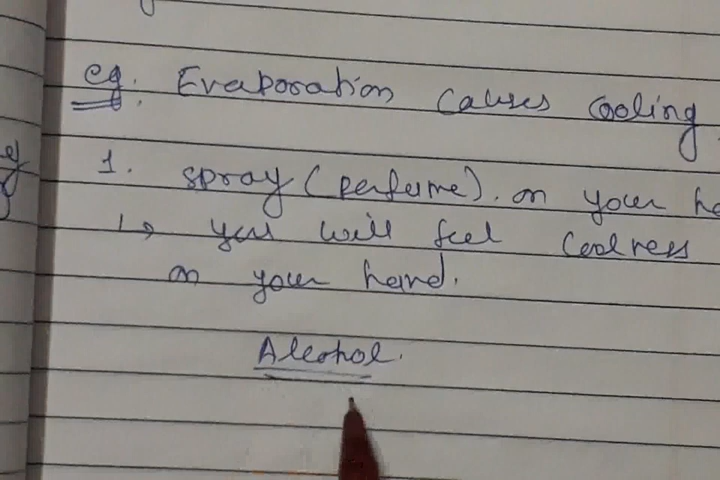 eg. Evaporation causes cooling
1. spray (perfume). on your
↳ you will feel coolness
on your hand.
Alcohol.